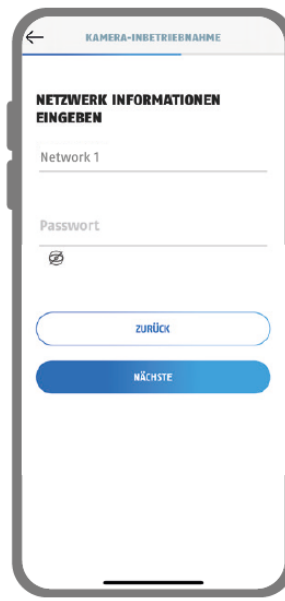 KAMERA-INBETRIEBNAHME
NETZWERK INFORMATIONEN
EINGEBEN
Network 1
Passwort
ZURÜCK
NÄCHSTE